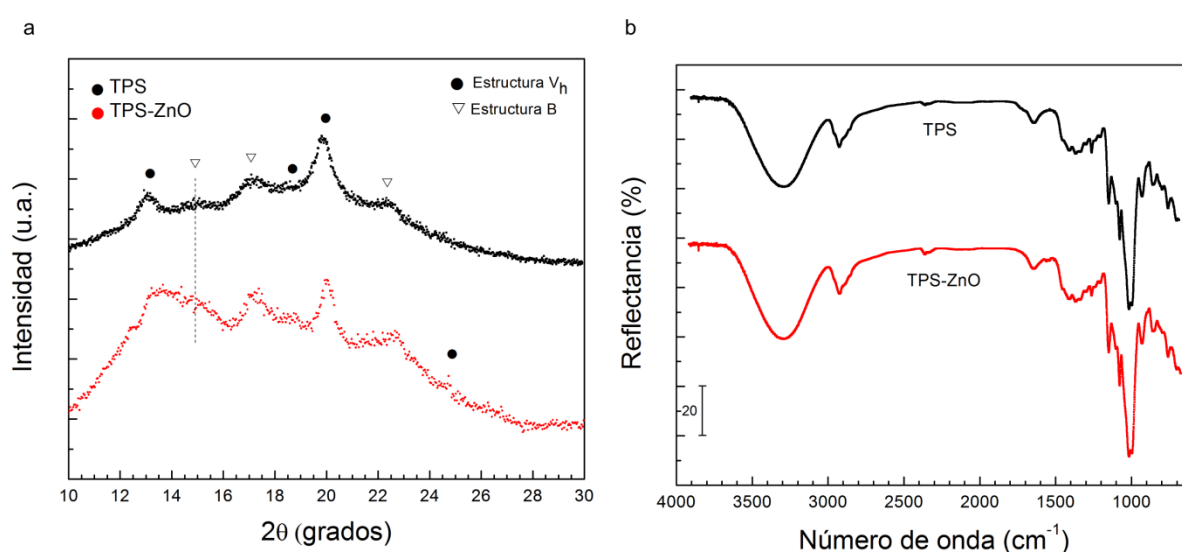 a
TPS
TPS-ZnO
Estructura Vh
Estructura B
Intensidad (u.a.)
10 12 14 16 18 20 22 24 26 28 30
2θ (grados)
b
TPS
TPS-ZnO
Reflectancia (%)
20
4000 3500 3000 2500 2000 1500 1000
Número de onda (cm⁻¹)